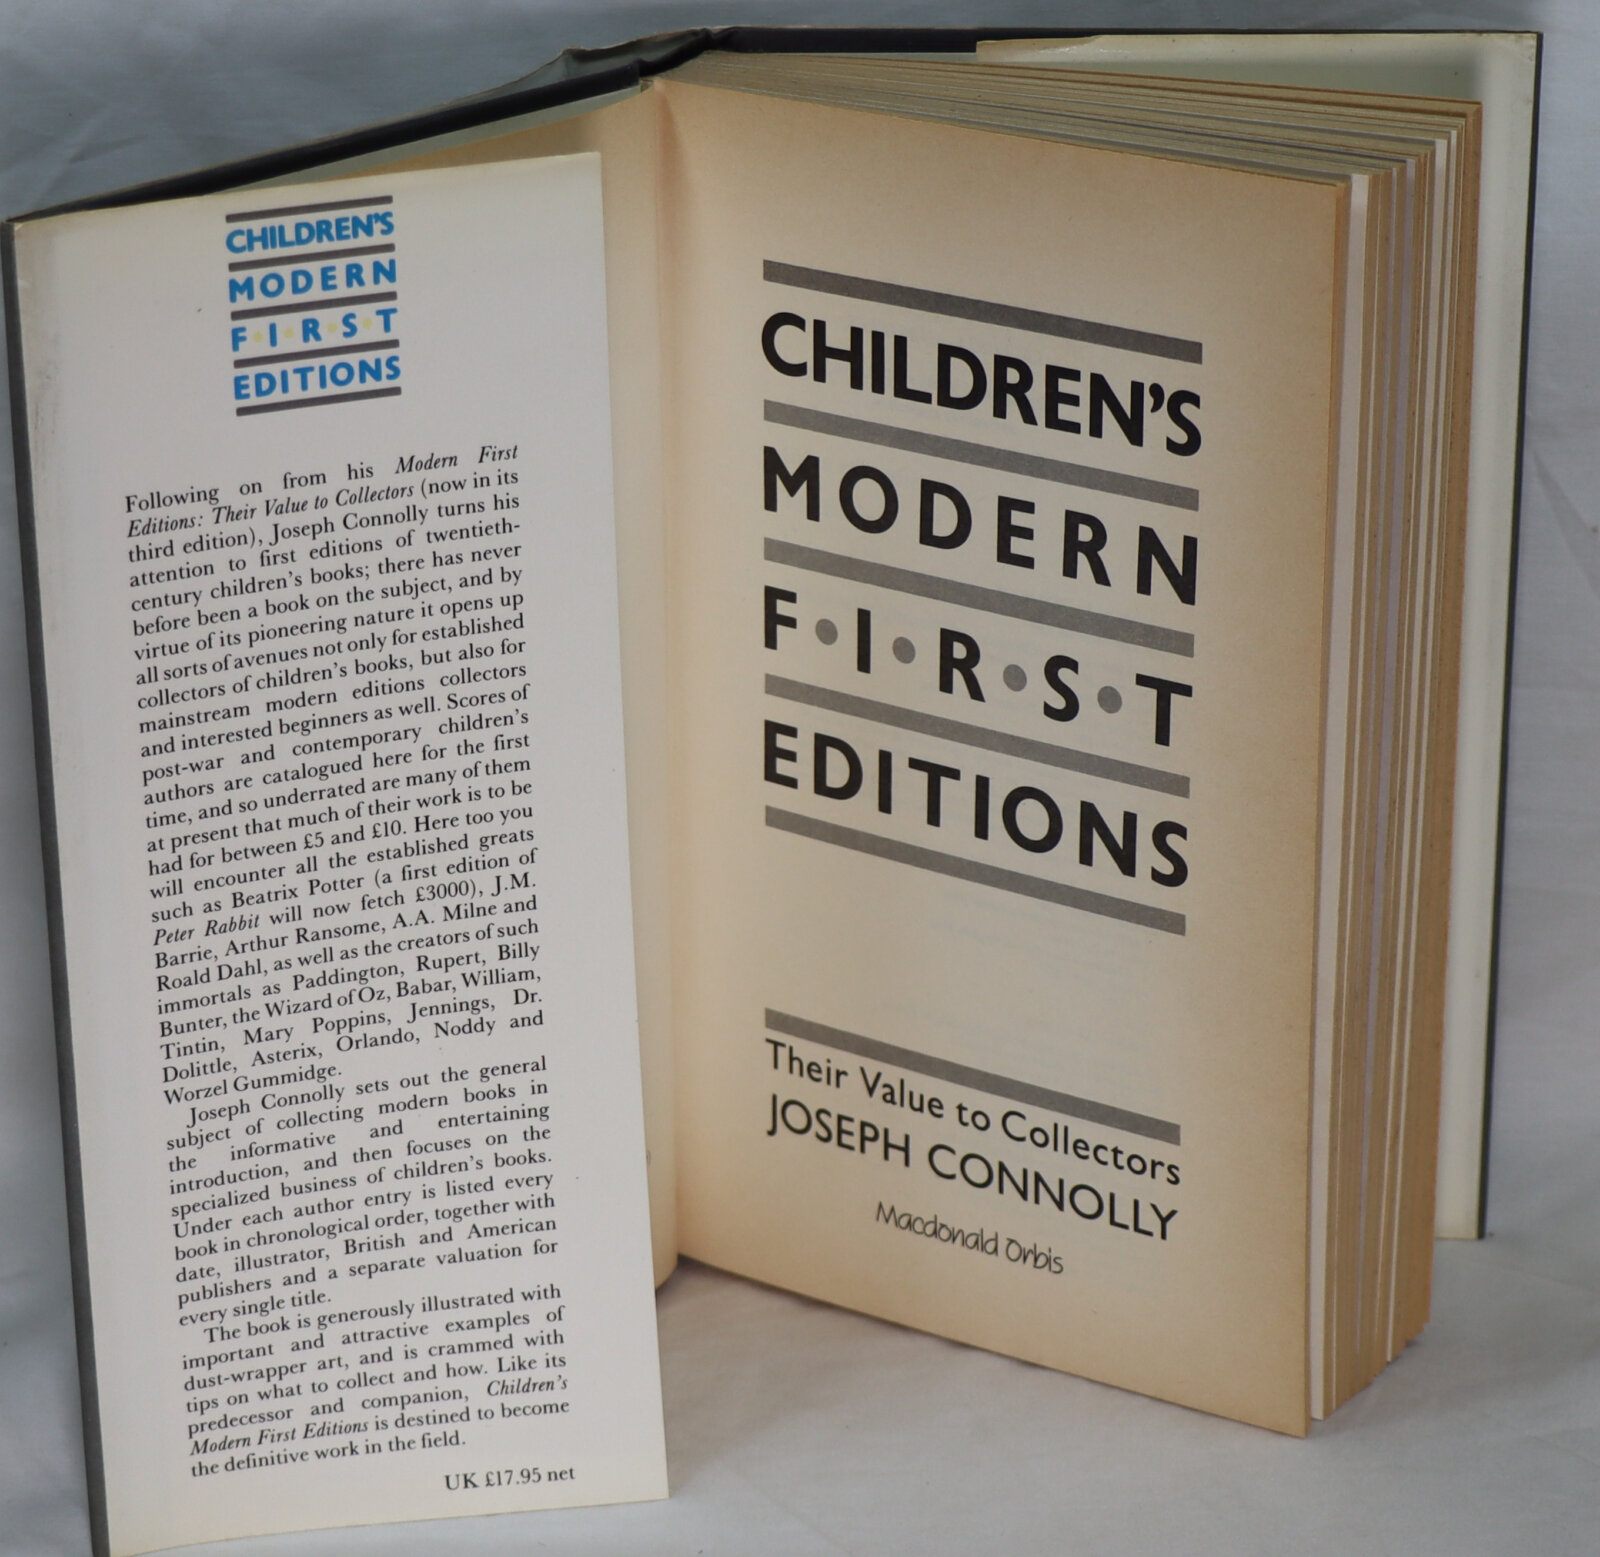 CHILDREN'S
MODERN
F·I·R·S·T
EDITIONS
Following on from his Modern First
Editions: Their Value to Collectors (now in its
third edition), Joseph Connolly turns his
attention to first editions of twentieth-
century children's books; there has never
before been a book on the subject, and by
virtue of its pioneering nature it opens up
all sorts of avenues not only for established
collectors of children's books, but also for
mainstream modern editions collectors
and interested beginners as well. Scores of
post-war and contemporary children's
authors are catalogued here for the first
time, and so underrated are many of them
at present that much of their work is to be
had for between £5 and £10. Here too you
will encounter all the established greats
such as Beatrix Potter (a first edition of
Peter Rabbit will now fetch £3000), J.M.
Barrie, Arthur Ransome, A.A. Milne and
Roald Dahl, as well as the creators of such
immortals as Paddington, Rupert, Billy
Bunter, the Wizard of Oz, Babar, William,
Tintin, Mary Poppins, Jennings, Dr.
Dolittle, Asterix, Orlando, Noddy and
Worzel Gummidge.
Joseph Connolly sets out the general
subject of collecting modern books in
the informative and entertaining
introduction, and then focuses on the
specialized business of children's books.
Under each author entry is listed every
book in chronological order, together with
date, illustrator, British and American
publishers and a separate valuation for
every single title.
The book is generously illustrated with
important and attractive examples of
dust-wrapper art, and is crammed with
tips on what to collect and how. Like its
predecessor and companion, Children's
Modern First Editions is destined to become
the definitive work in the field.
UK £17.95 net
CHILDREN'S
MODERN
F·I·R·S·T
EDITIONS
Their Value to Collectors
JOSEPH CONNOLLY
Macdonald Orbis